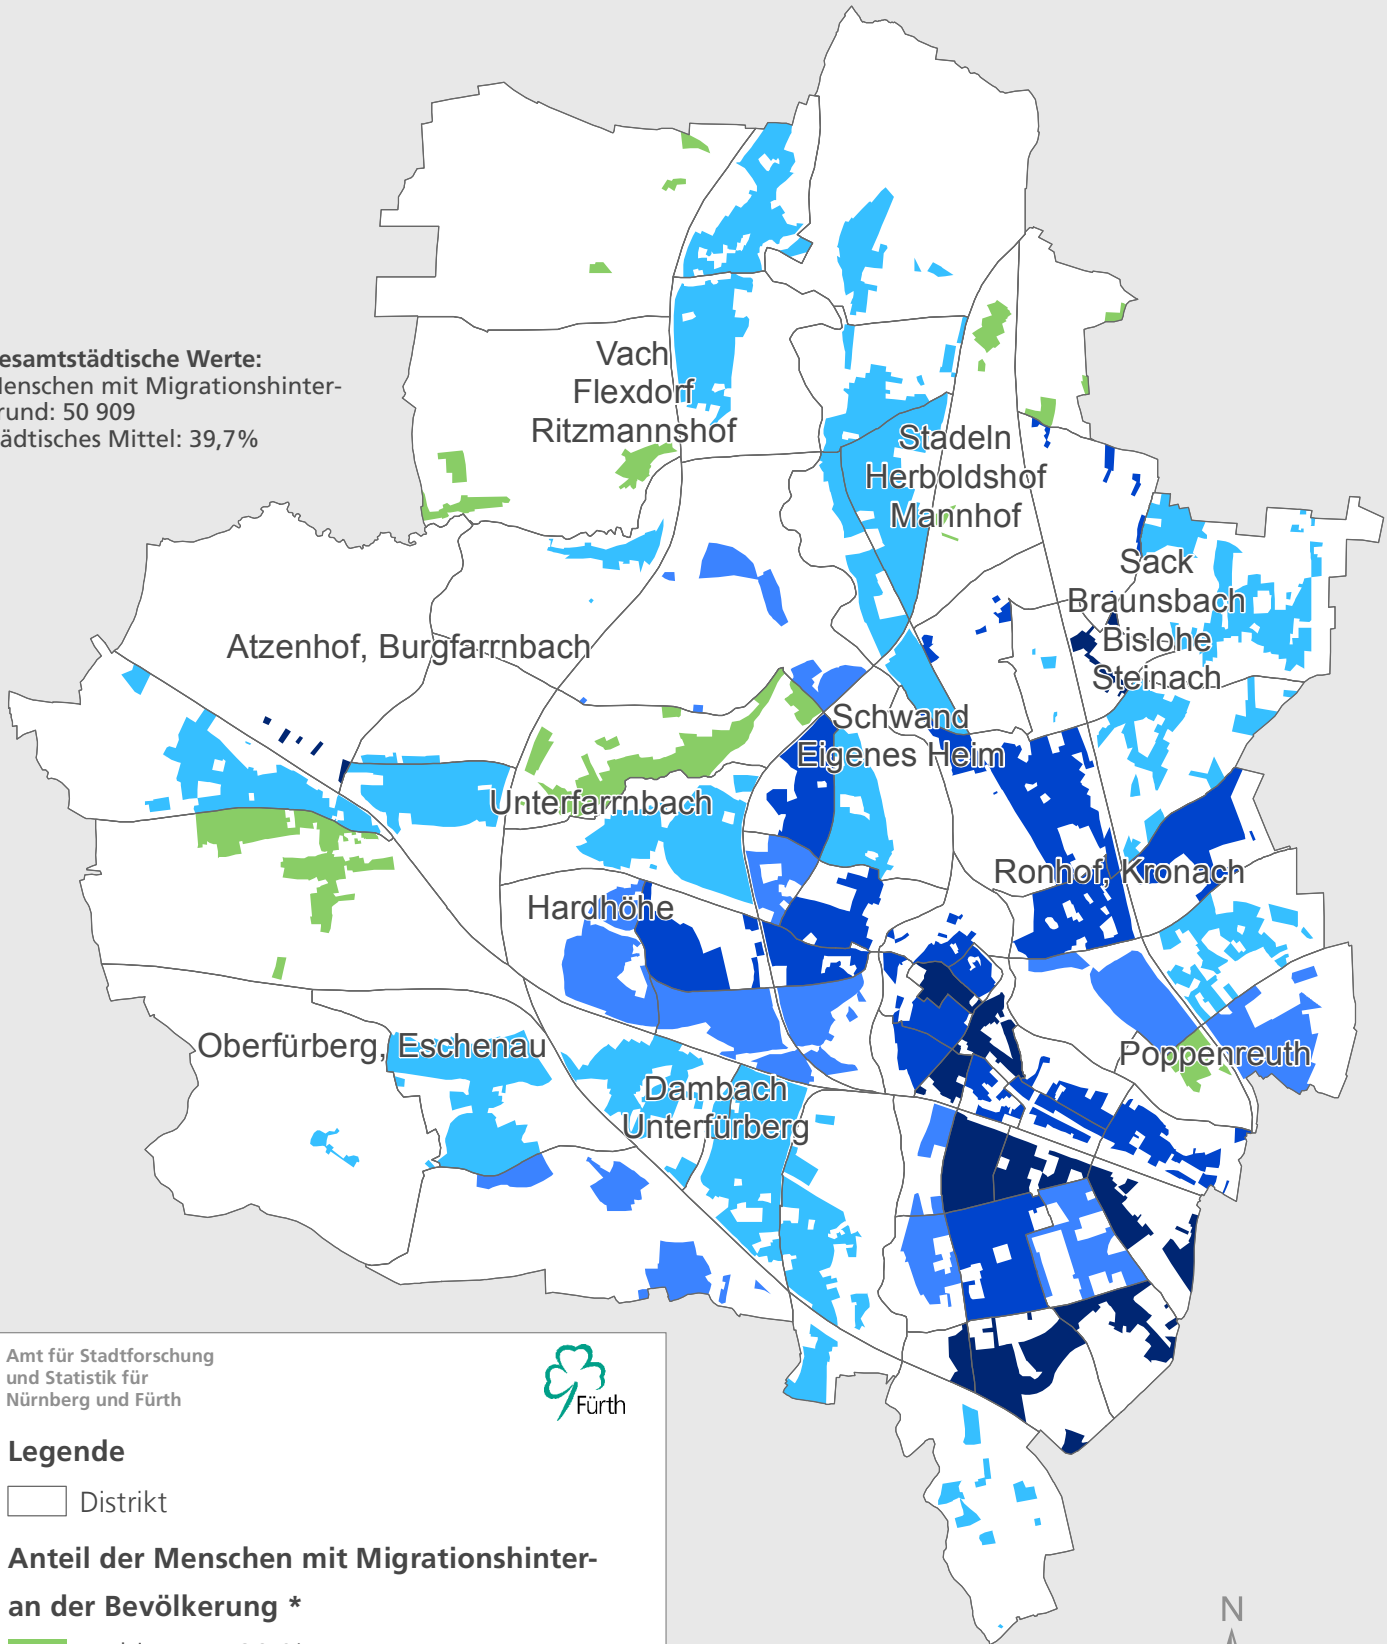 esamtstädtische Werte:
enschen mit Migrationshinter-
rund: 50 909
ädtisches Mittel: 39,7%
Vach
Flexdorf
Ritzmannshof
Stadeln
Herboldshof
Mannhof
Sack
Braunsbach
Bislohe
Steinach
Atzenhof, Burgfarrnbach
Schwand
Eigenes Heim
Unterfarrnbach
Ronhof, Kronach
Hardhöhe
Oberfürberg, Eschenau
Poppenreuth
Dambach
Unterfürberg
Amt für Stadtforschung
und Statistik für
Nürnberg und Fürth
Fürth
Legende
Distrikt
Anteil der Menschen mit Migrationshinter-
an der Bevölkerung *
N